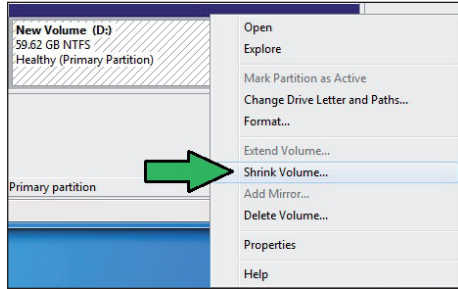 New Volume (D:)
59.62 GB NTFS
Healthy (Primary Partition)
Primary partition
Open
Explore
Mark Partition as Active
Change Drive Letter and Paths...
Format...
Extend Volume...
Shrink Volume...
Add Mirror...
Delete Volume...
Properties
Help